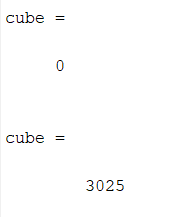 cube =
0
cube =
3025